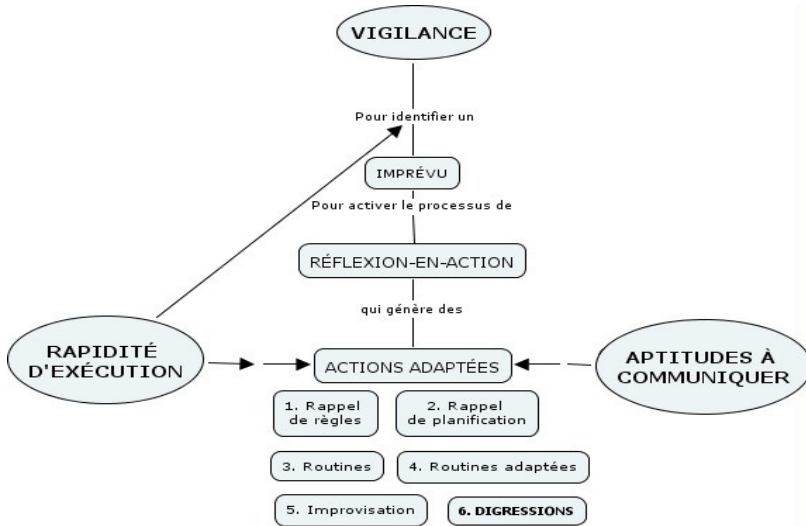 VIGILANCE
Pour identifier un
IMPRÉVU
Pour activer le processus de
RÉFLEXION-EN-ACTION
qui génère des
RAPIDITÉ
D'EXÉCUTION
ACTIONS ADAPTÉES
APTITUDES À
COMMUNIQUER
1. Rappel
de règles
2. Rappel
de planification
3. Routines
4. Routines adaptées
5. Improvisation
6. DIGRESSIONS